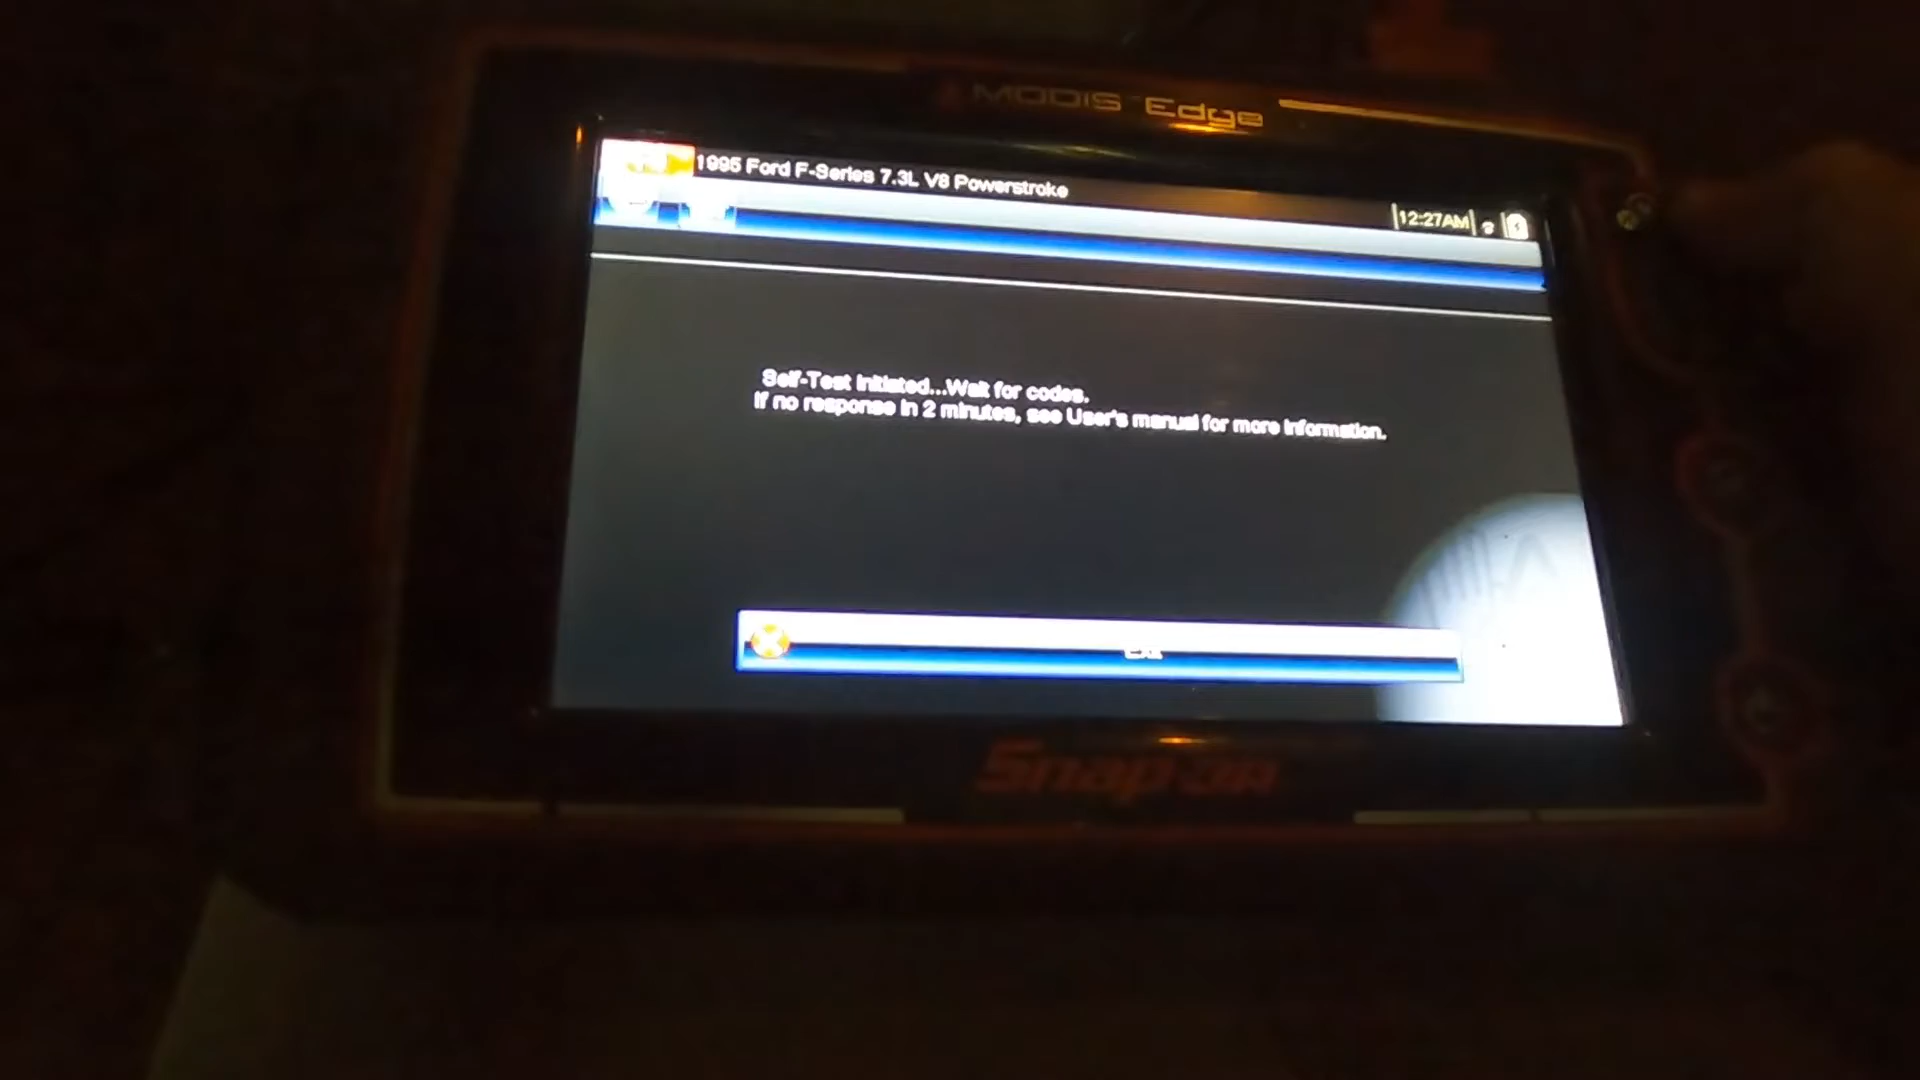 MODIS Edge
1995 Ford F-Series 7.3L V8 Powerstroke
12:27AM
Self-Test initiated...Wait for codes.
If no response in 2 minutes, see User's manual for more information.
Exit
Snap-on